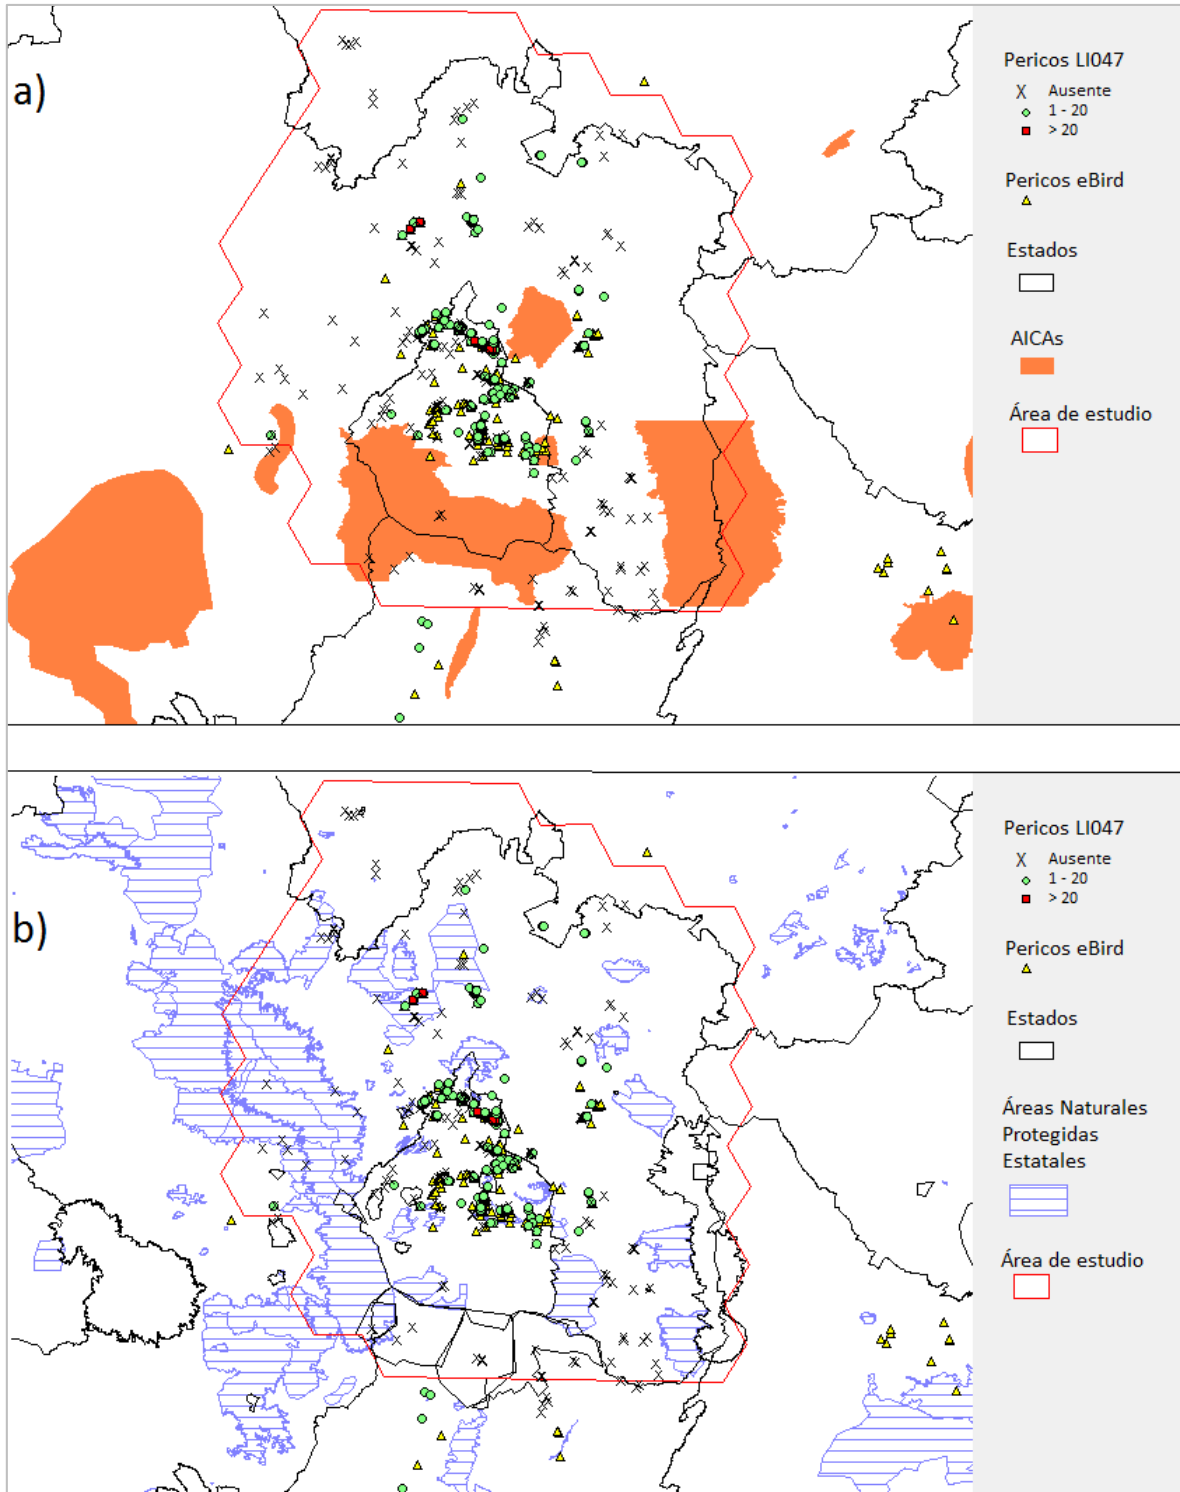 a)
Pericos LI047
Ausente
1 - 20
> 20
Pericos eBird
Estados
AICAs
Área de estudio
b)
Pericos LI047
Ausente
1 - 20
> 20
Pericos eBird
Estados
Áreas Naturales
Protegidas
Estatales
Área de estudio